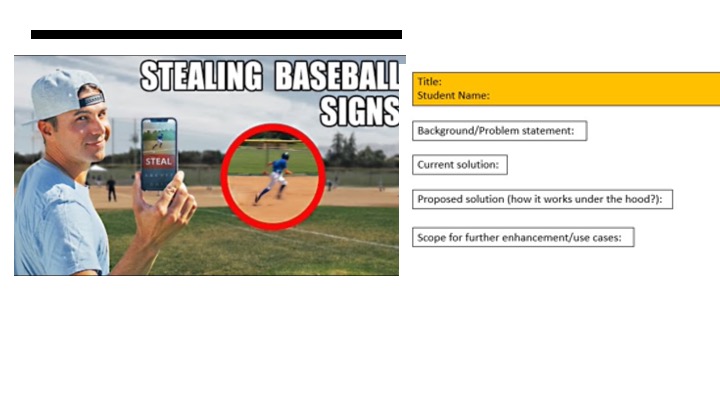 STEALING BASEBALL
SIGNS
STEAL
Title:
Student Name:
Background/Problem statement:
Current solution:
Proposed solution (how it works under the hood?):
Scope for further enhancement/use cases: